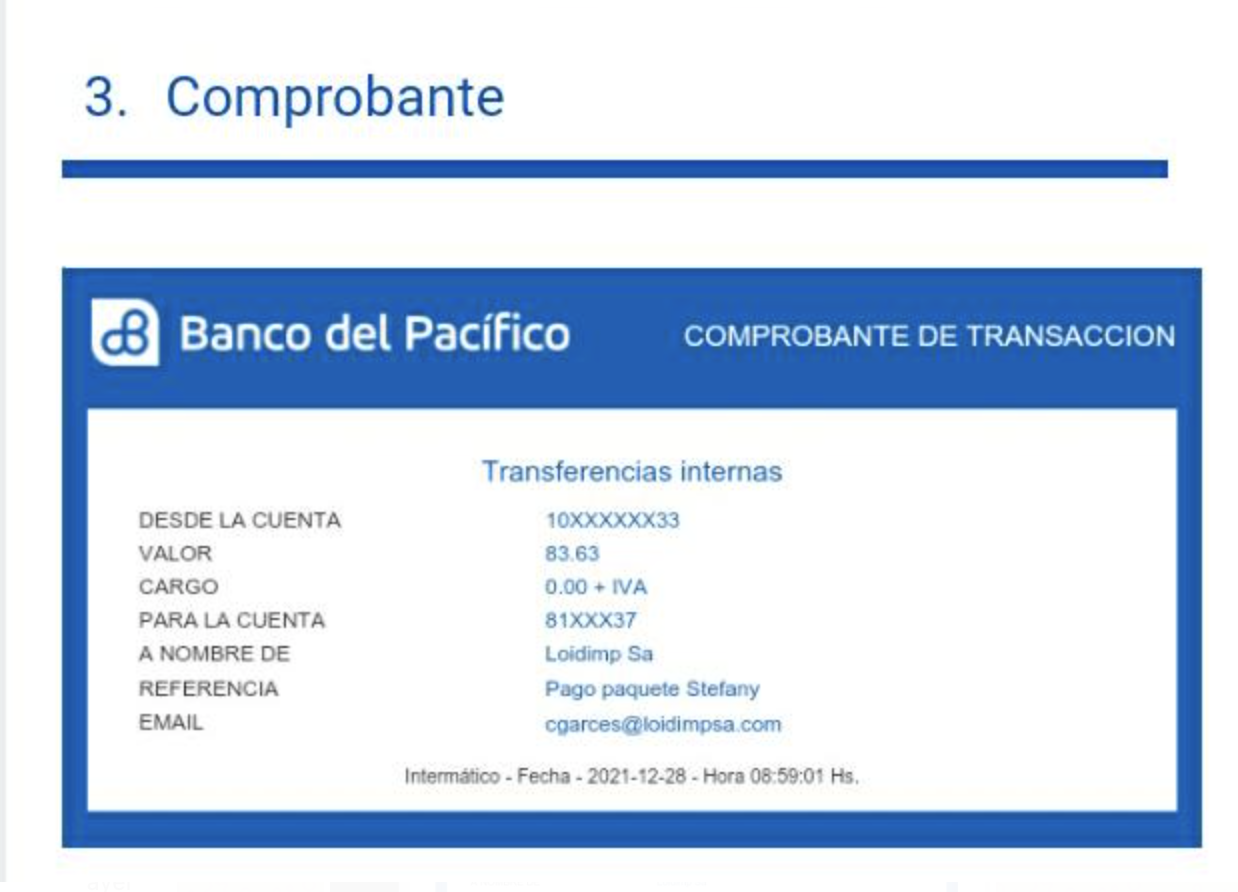 3. Comprobante
Banco del Pacífico COMPROBANTE DE TRANSACCION
Transferencias internas
DESDE LA CUENTA 10XXXXXX33
VALOR 83.63
CARGO 0.00 + IVA
PARA LA CUENTA 81XXX37
A NOMBRE DE Loidimp Sa
REFERENCIA Pago paquete Stefany
EMAIL cgarces@loidimpsa.com
Intermático - Fecha - 2021-12-28 - Hora 08:59:01 Hs.